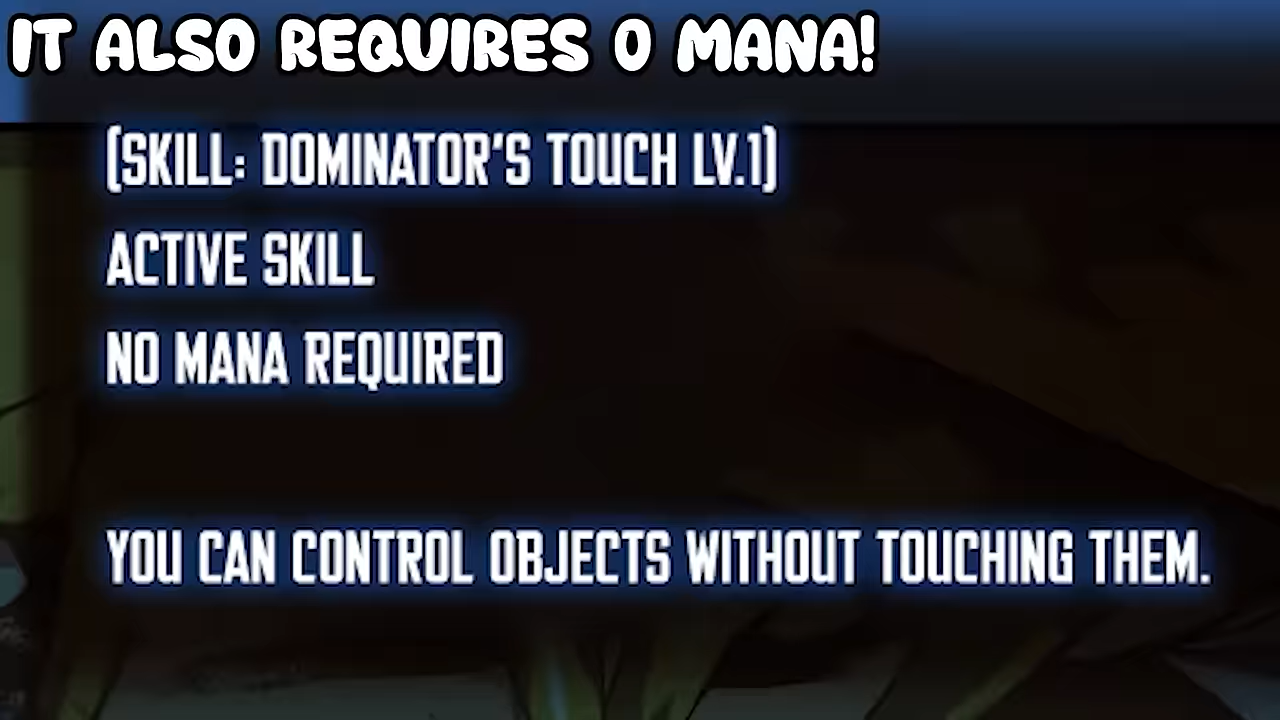 IT ALSO REQUIRES 0 MANA!
[SKILL: DOMINATOR'S TOUCH LV.1]
ACTIVE SKILL
NO MANA REQUIRED
YOU CAN CONTROL OBJECTS WITHOUT TOUCHING THEM.